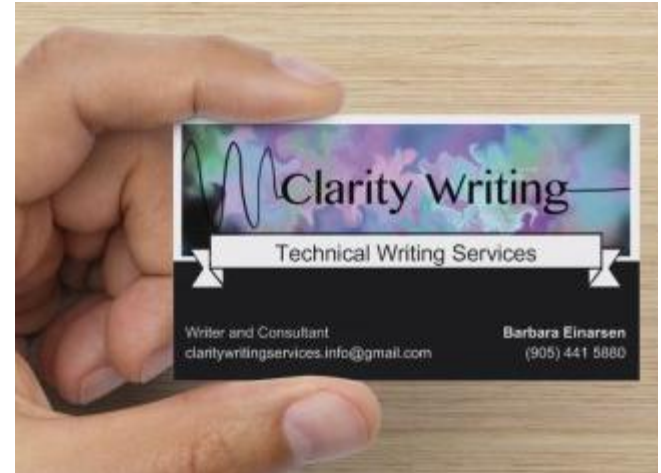 Clarity Writing
Technical Writing Services
Writer and Consultant
claritywritingservices.info@gmail.com
Barbara Einarsen
(905) 441 5880